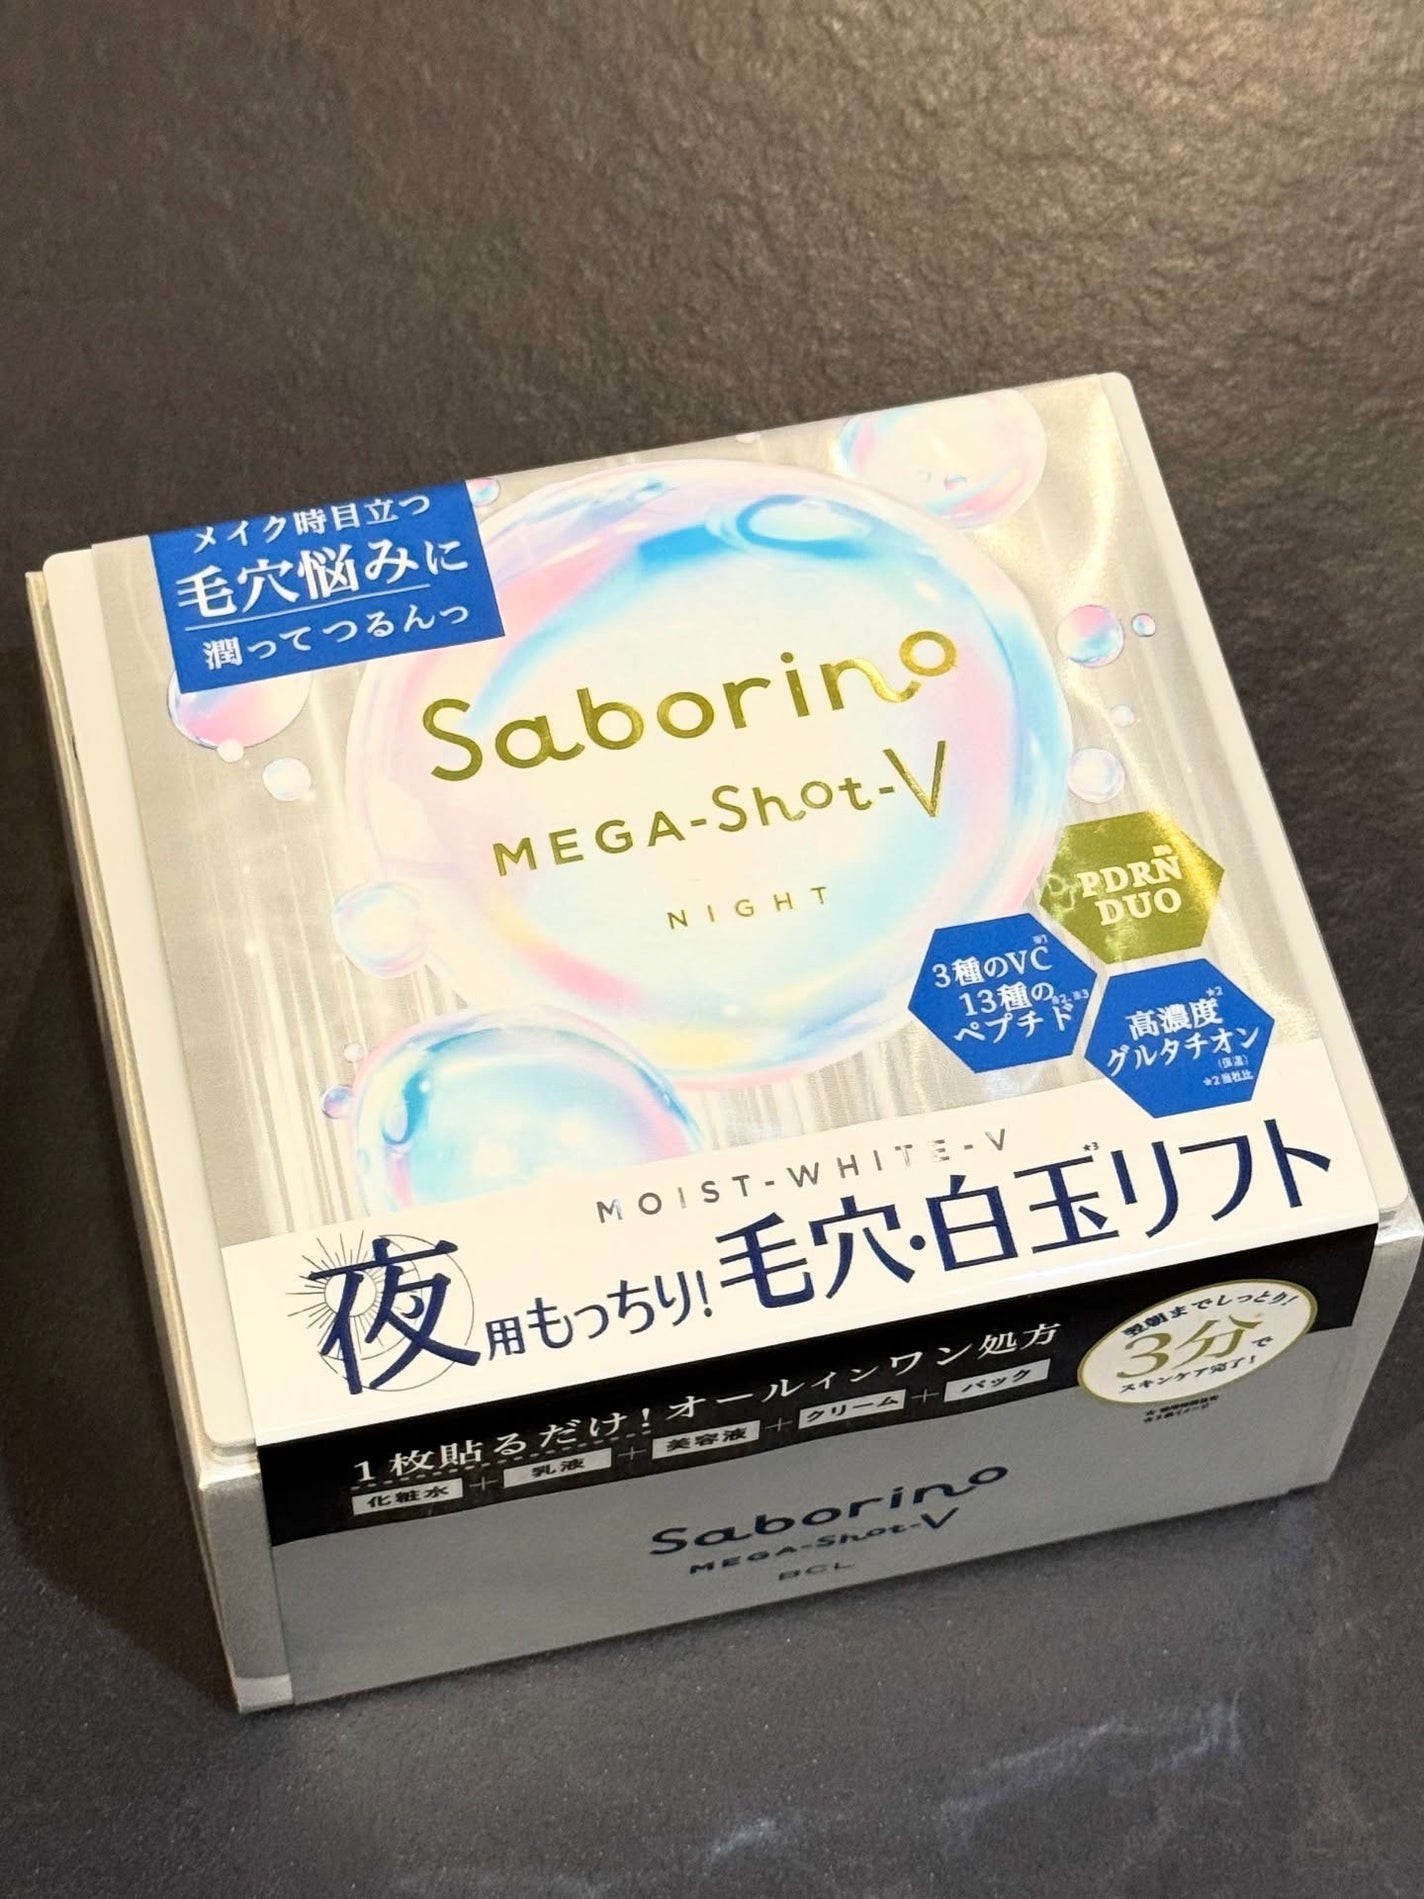 メイク時目立つ
毛穴悩みに
潤ってつるんっ
Saborino
MEGA-Shot-V
NIGHT
PDRN
DUO
3種のVC
13種の
ペプチド
高濃度
グルタチオン
(保湿)
★2 当社比
MOIST-WHITE-V
夜用もっちり!毛穴・白玉リフト
1枚貼るだけ!オールインワン処方
化粧水+乳液+美容液+クリーム+パック
翌朝までしっとり!
3分で
スキンケア完了!
Saborino
MEGA-Shot-V
BCL